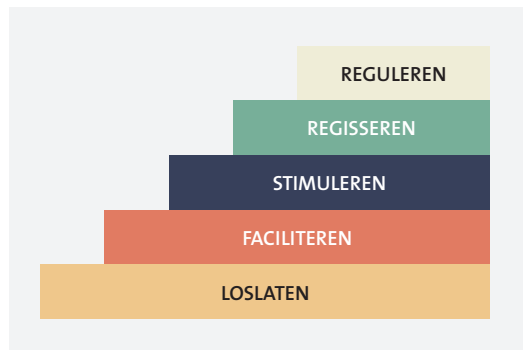 REGULEREN
REGISSEREN
STIMULEREN
FACILITEREN
LOSLATEN